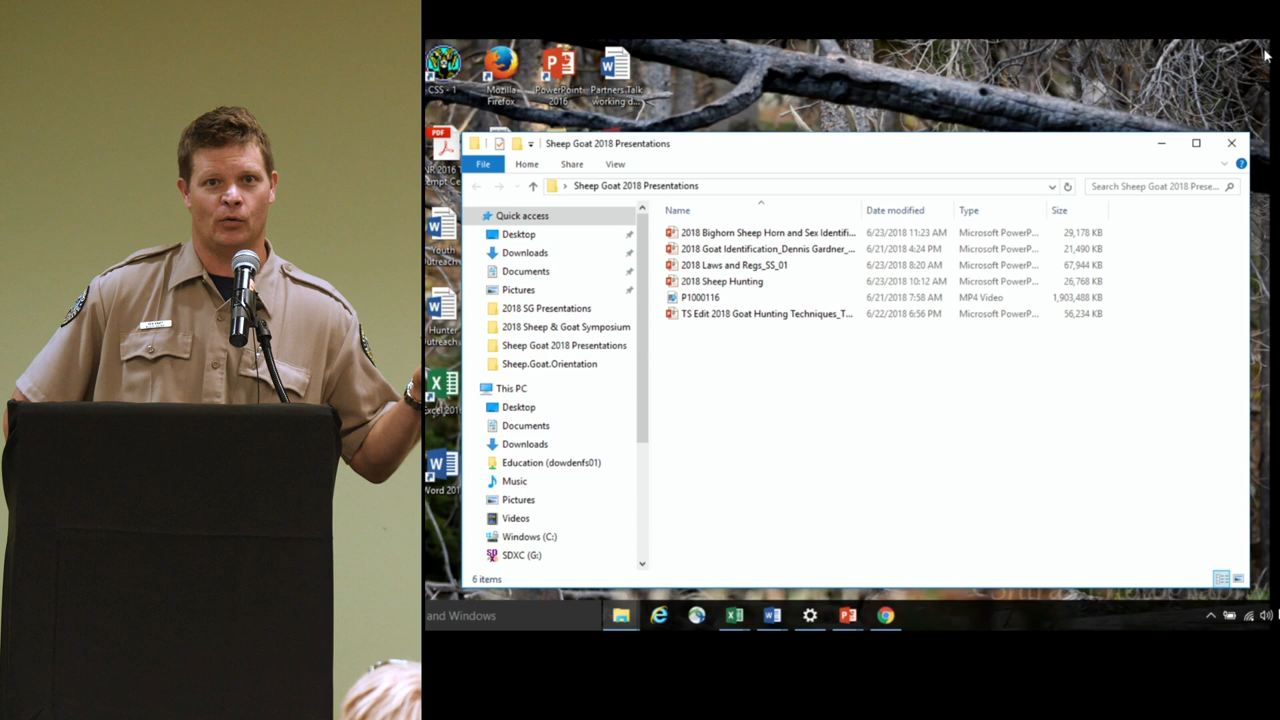 CSS - 1
Mozilla
Firefox
PowerPoint
2016
Partners Talk
working d...
PDF
Youth
Outreach
Hunter
Outreach
Excel 2016
Word 201
Sheep Goat 2018 Presentations
File Home Share View
Sheep Goat 2018 Presentations
Search Sheep Goat 2018 Prese...
Quick access
Desktop
Downloads
Documents
Pictures
2018 SG Presentations
2018 Sheep & Goat Symposium
Sheep Goat 2018 Presentations
Sheep.Goat.Orientation
This PC
Desktop
Documents
Downloads
Education (dowdenfs01)
Music
Pictures
Videos
Windows (C:)
SDXC (G:)
Name Date modified Type Size
2018 Bighorn Sheep Horn and Sex Identifi... 6/23/2018 11:23 AM Microsoft PowerP... 29,178 KB
2018 Goat Identification_Dennis Gardner_... 6/21/2018 4:24 PM Microsoft PowerP... 21,490 KB
2018 Laws and Regs_SS_01 6/23/2018 8:20 AM Microsoft PowerP... 67,944 KB
2018 Sheep Hunting 6/23/2018 10:12 AM Microsoft PowerP... 26,768 KB
P1000116 6/21/2018 7:58 AM MP4 Video 1,903,488 KB
TS Edit 2018 Goat Hunting Techniques_T... 6/22/2018 6:56 PM Microsoft PowerP... 56,234 KB
6 items
and Windows